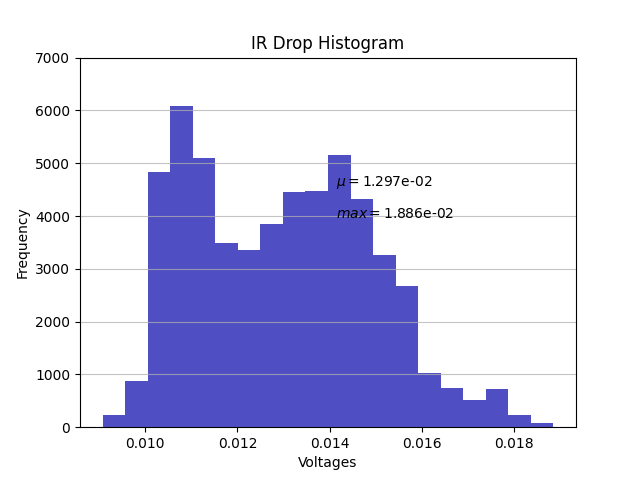 IR Drop Histogram
7000
6000
5000
4000
3000
2000
1000
0
Frequency
μ = 1.297e-02
max = 1.886e-02
0.010 0.012 0.014 0.016 0.018
Voltages